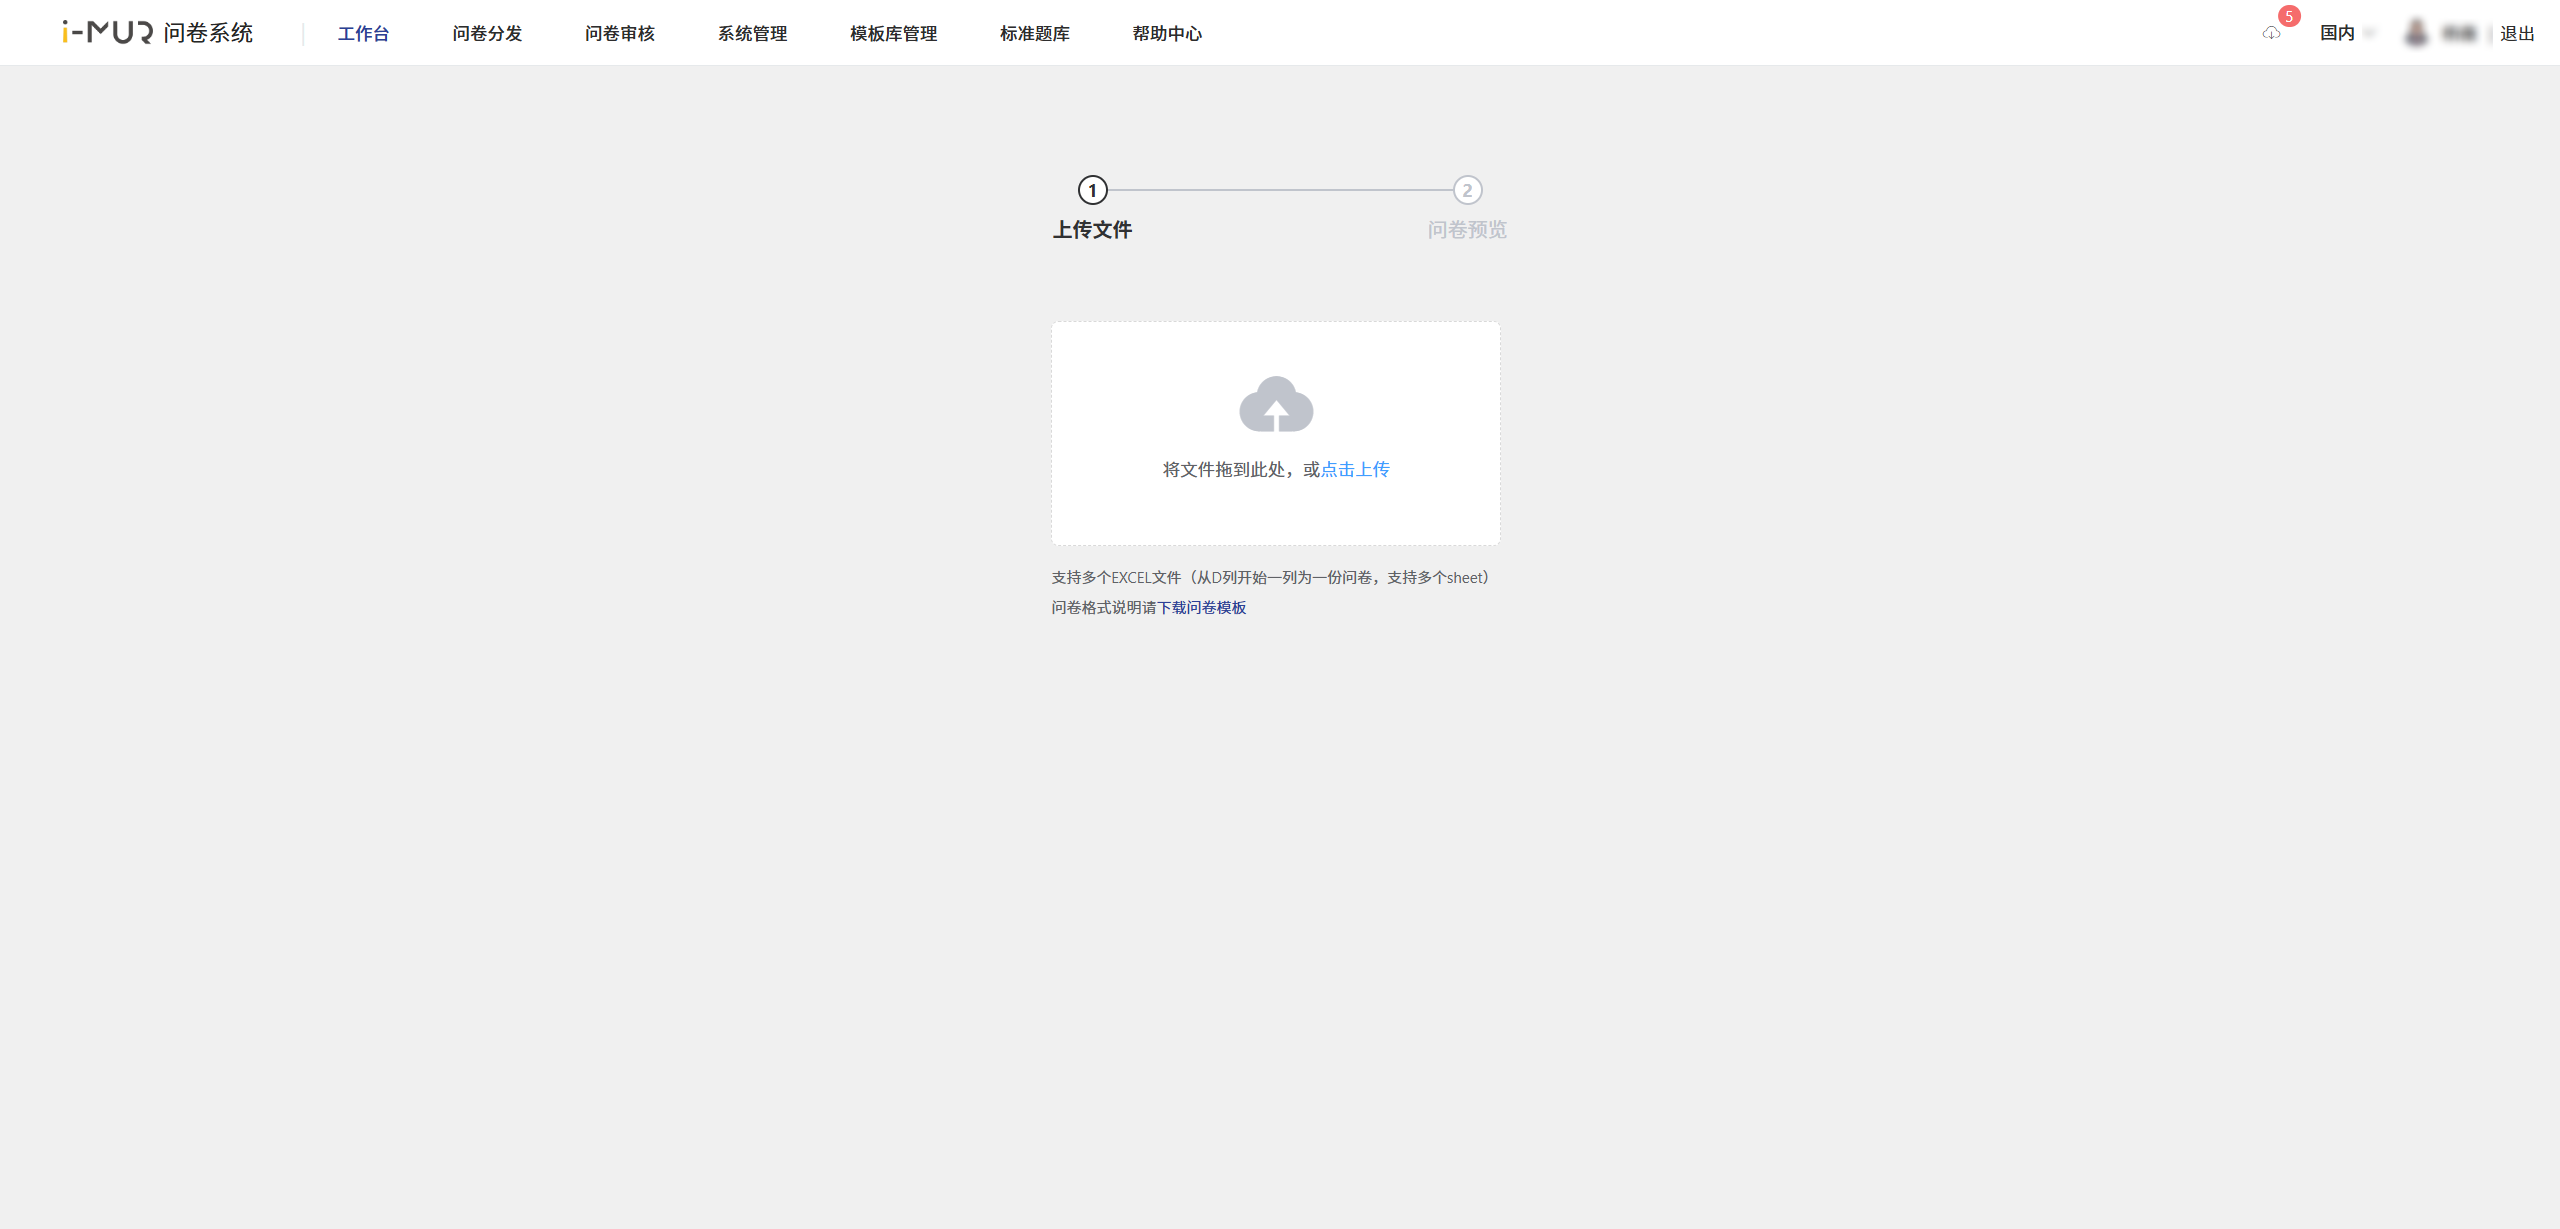 i-MUR 问卷系统 工作台 问卷分发 问卷审核 系统管理 模板库管理 标准题库 帮助中心 5 国内 退出
1 2
上传文件 问卷预览
将文件拖到此处，或点击上传
支持多个EXCEL文件（从D列开始一列为一份问卷，支持多个sheet）
问卷格式说明请下载问卷模板